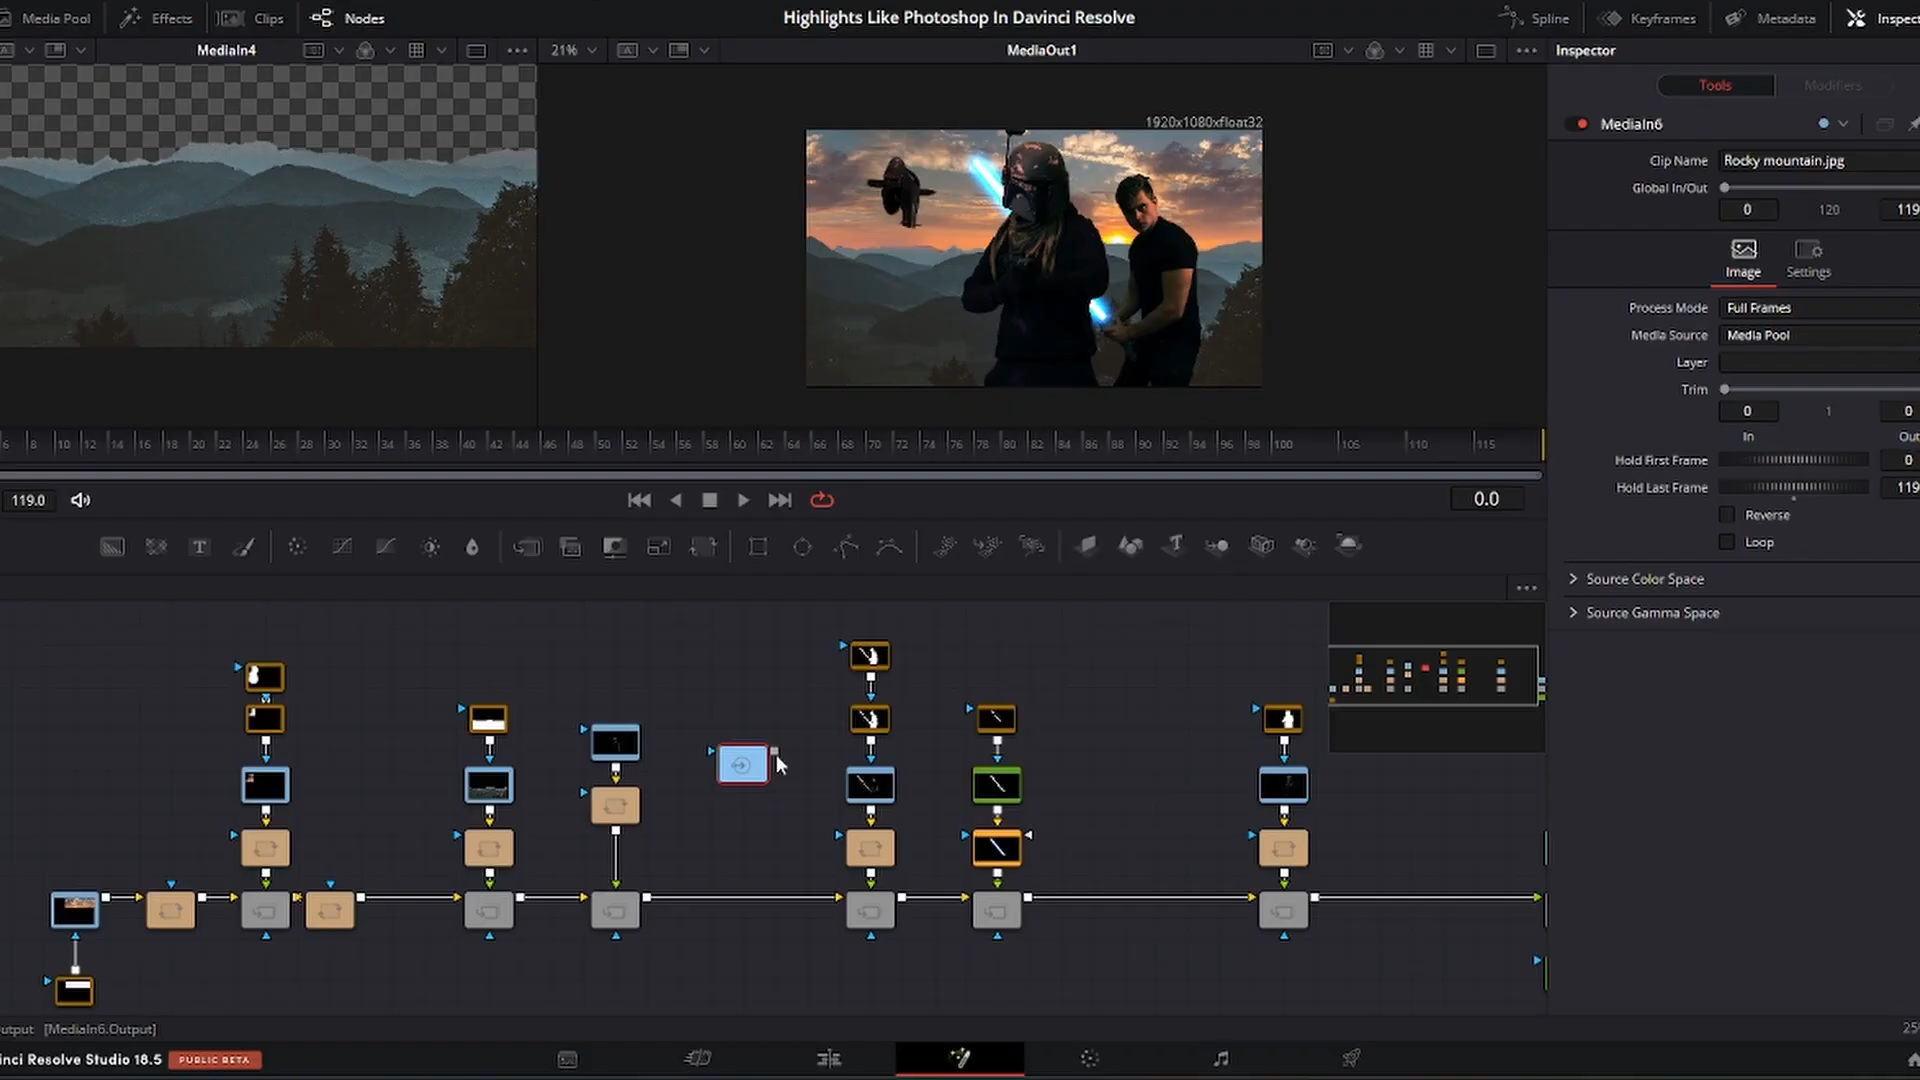 Media Pool Effects Clips Nodes Highlights Like Photoshop In Davinci Resolve Spline Keyframes Metadata Inspect
MediaIn4 21% MediaOut1 Inspector
Tools Modifiers
1920x1080xfloat32
MediaIn6
Clip Name Rocky mountain.jpg
Global In/Out
0 120 119
Image Settings
Process Mode Full Frames
Media Source Media Pool
Layer
Trim
0 1 0
In Out
6 8 10 12 14 16 18 20 22 24 26 28 30 32 34 36 38 40 42 44 46 48 50 52 54 56 58 60 62 64 66 68 70 72 74 76 78 80 82 84 86 88 90 92 94 96 98 100 105 110 115
Hold First Frame 0
Hold Last Frame 119
119.0 0.0
Reverse
Loop
Source Color Space
Source Gamma Space
utput [MediaIn6.Output] 25
inci Resolve Studio 18.5 PUBLIC BETA